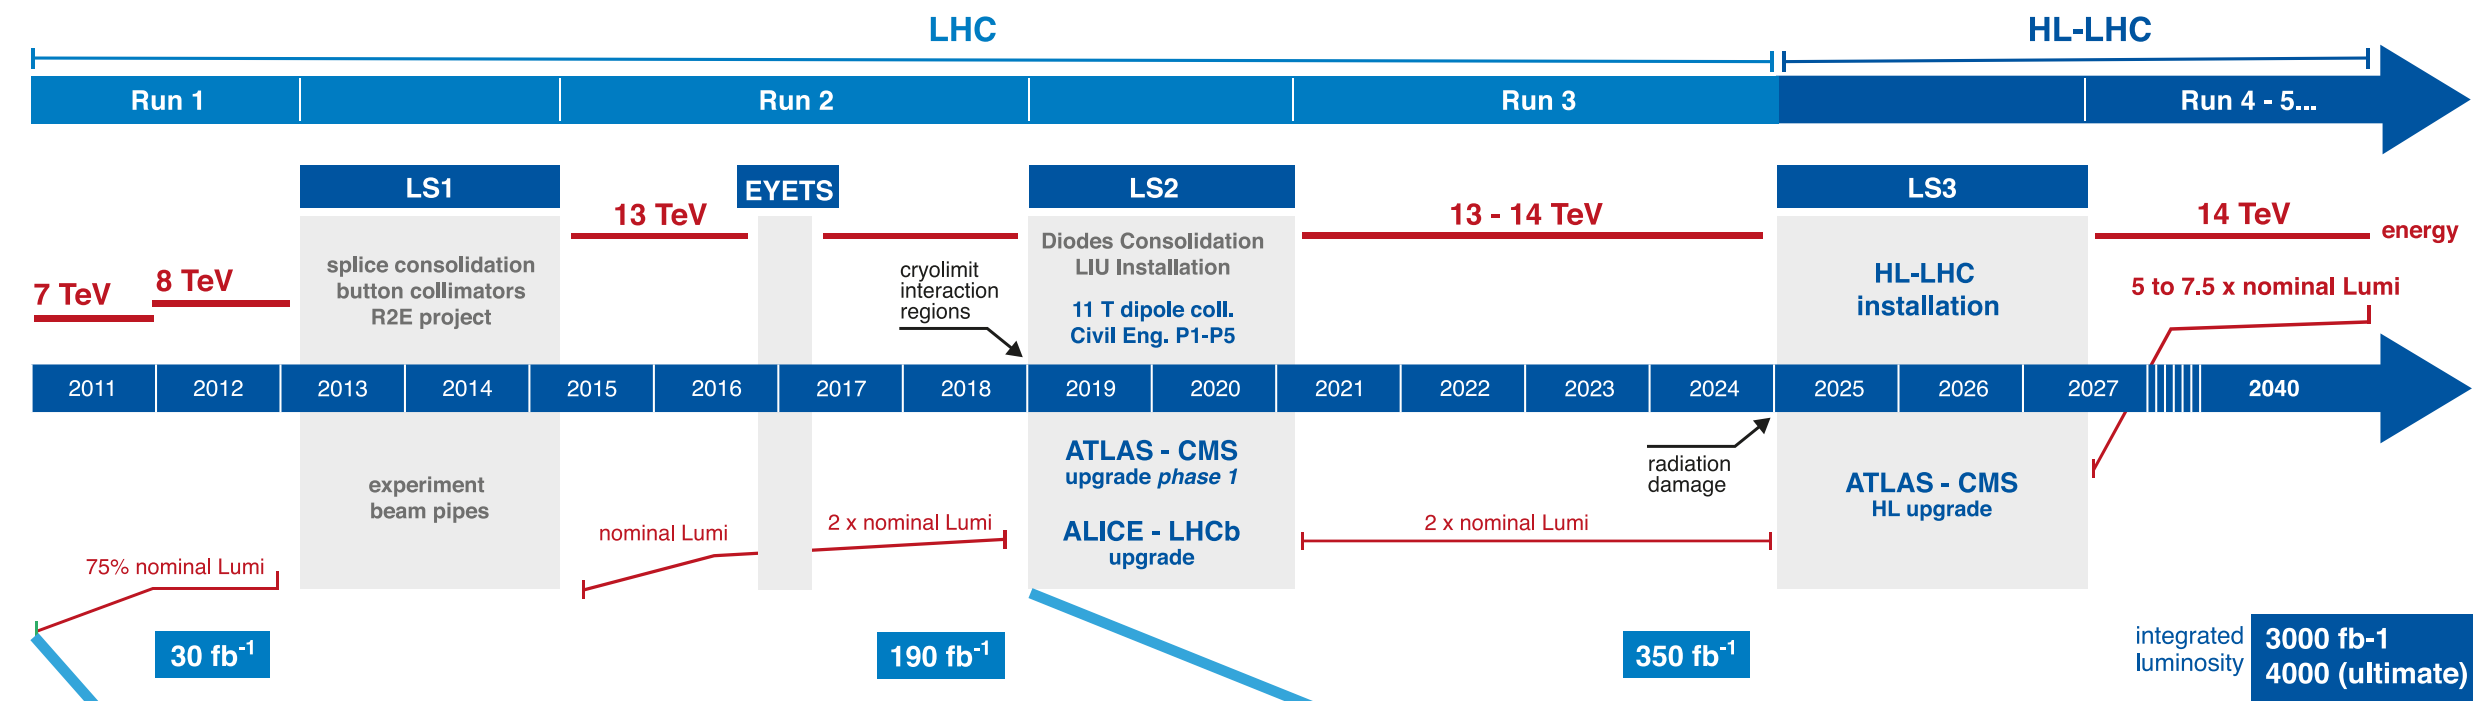 LHC
HL-LHC
Run 1
Run 2
Run 3
Run 4 - 5...
LS1
EYETS
LS2
LS3
13 TeV
13 - 14 TeV
14 TeV
energy
7 TeV
8 TeV
splice consolidation
button collimators
R2E project
cryolimit
interaction
regions
Diodes Consolidation
LIU Installation
11 T dipole coll.
Civil Eng. P1-P5
HL-LHC
installation
5 to 7.5 x nominal Lumi
2011
2012
2013
2014
2015
2016
2017
2018
2019
2020
2021
2022
2023
2024
2025
2026
2027
2040
experiment
beam pipes
ATLAS - CMS
upgrade phase 1
ALICE - LHCb
upgrade
radiation
damage
ATLAS - CMS
HL upgrade
75% nominal Lumi
nominal Lumi
2 x nominal Lumi
2 x nominal Lumi
30 fb⁻¹
190 fb⁻¹
350 fb⁻¹
integrated
luminosity
3000 fb-1
4000 (ultimate)